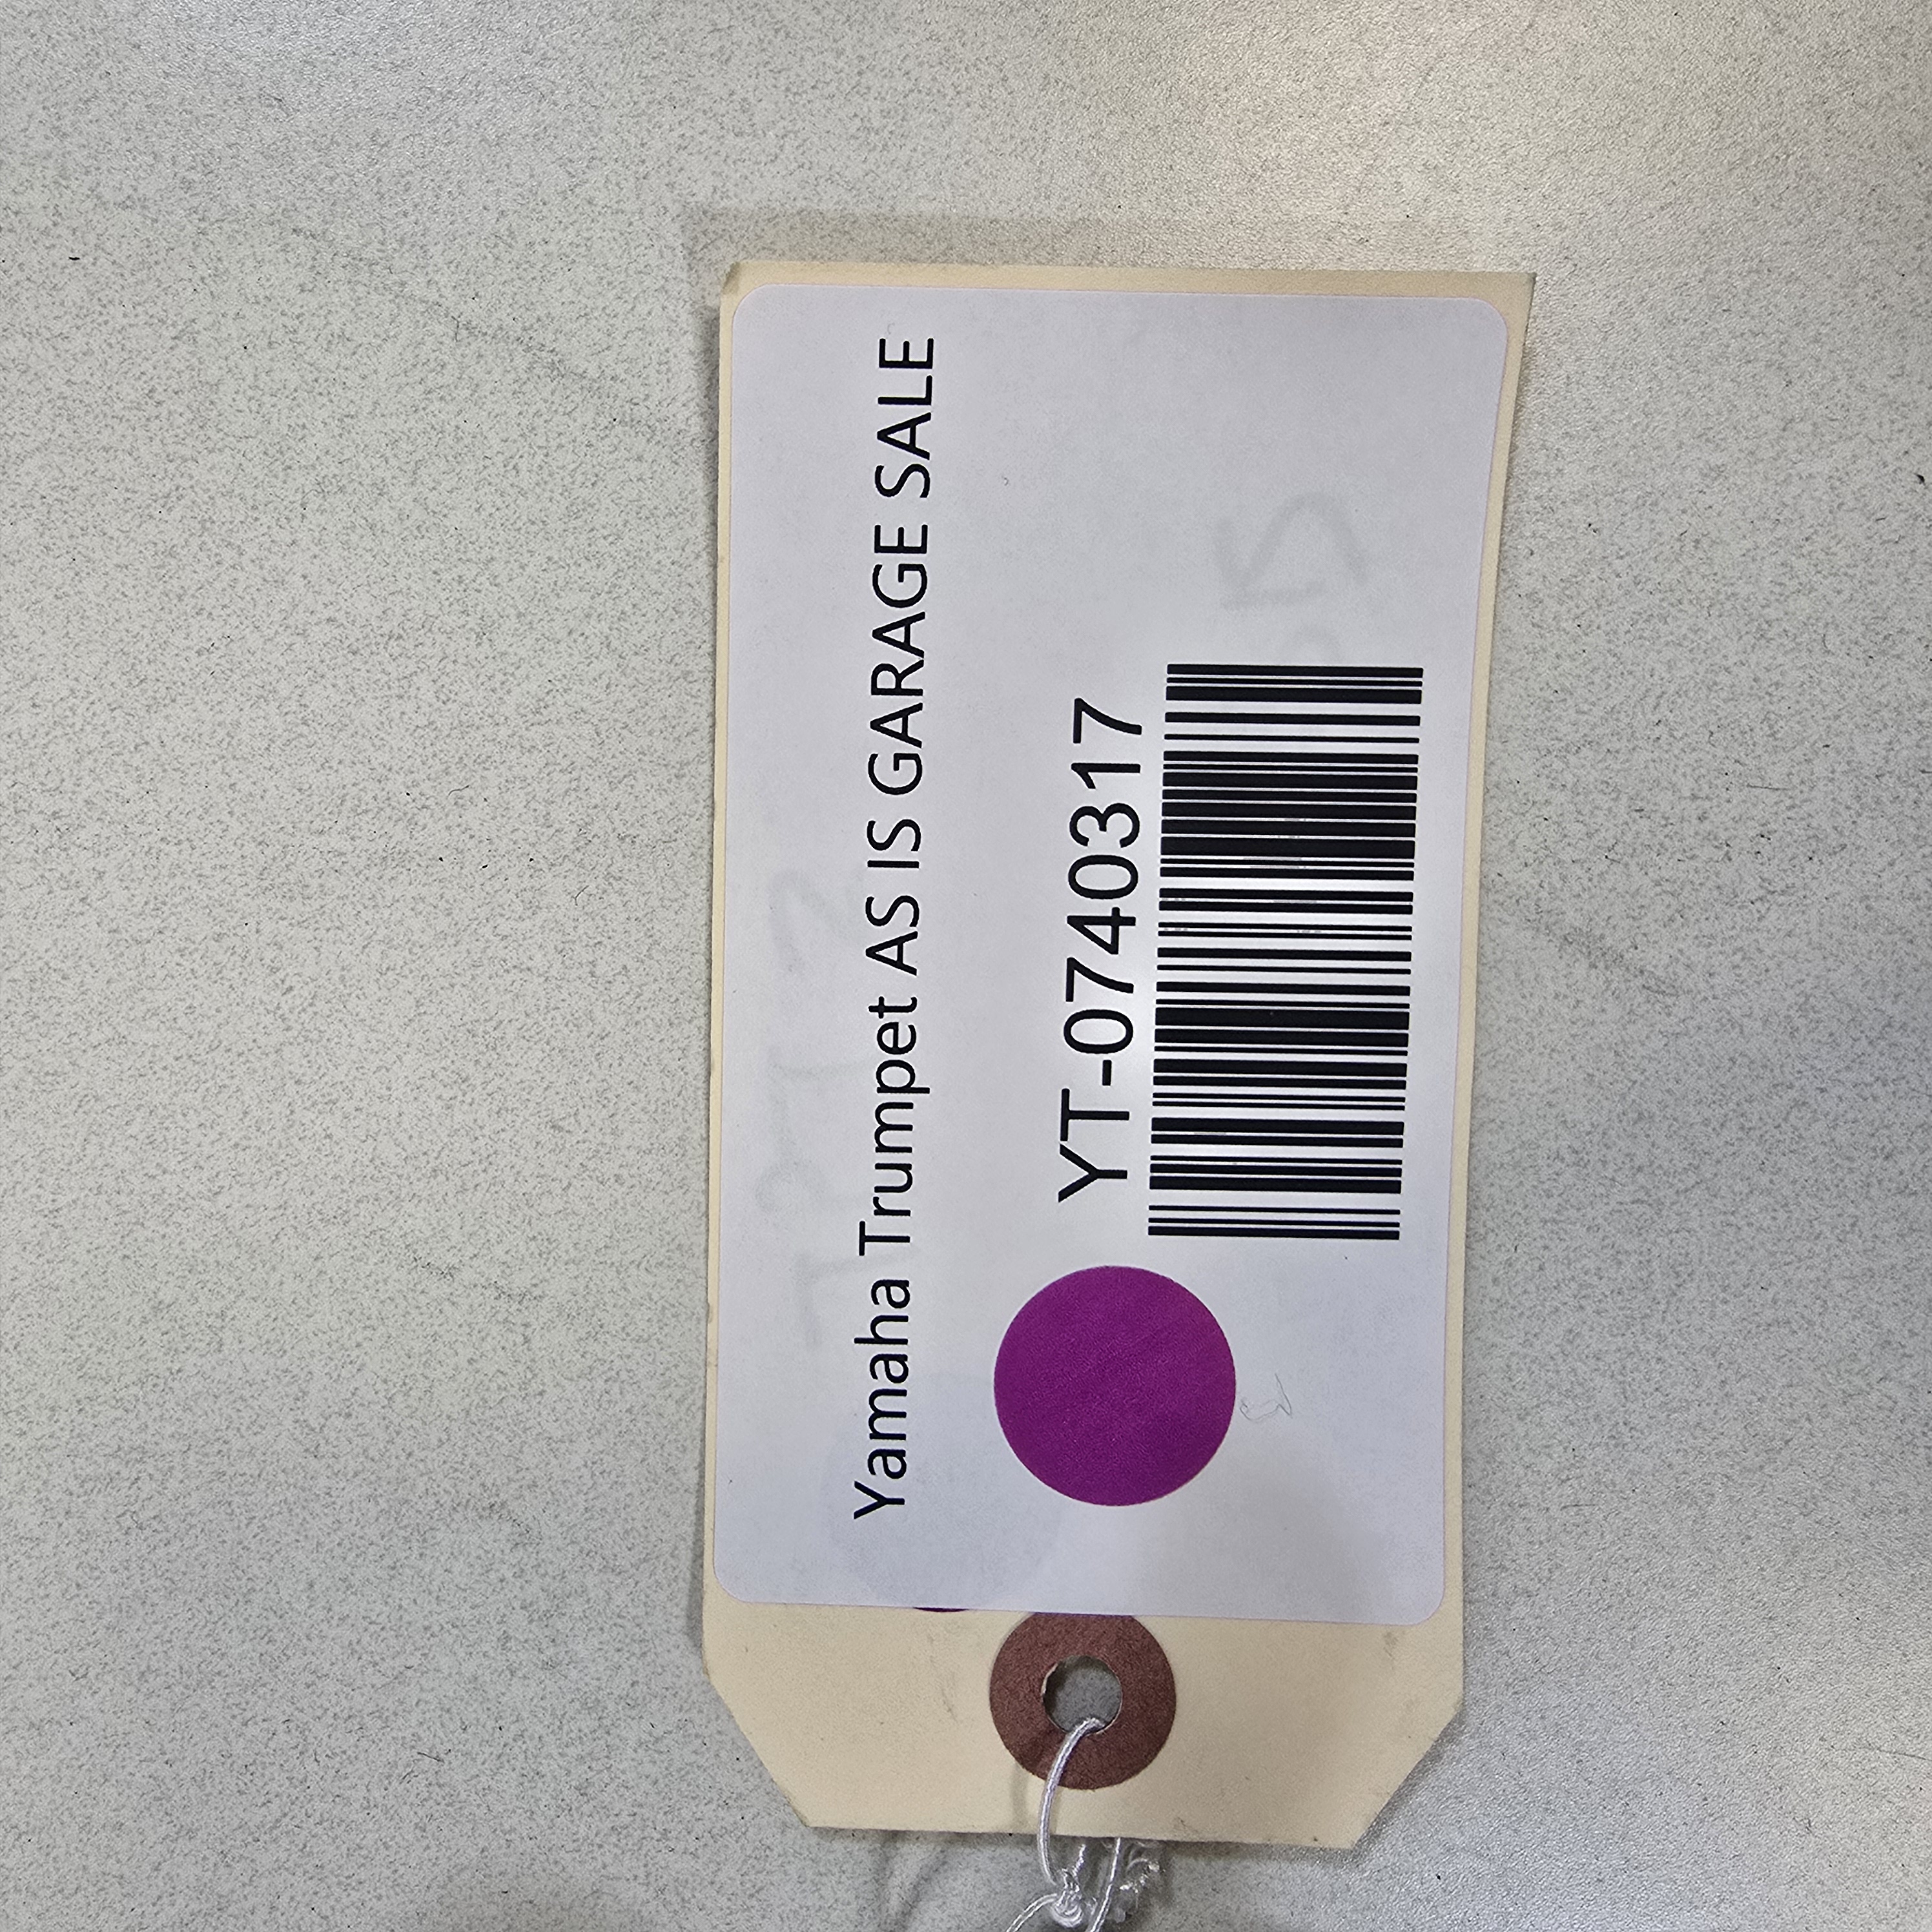 Yamaha Trumpet AS IS GARAGE SALE
YT-0740317